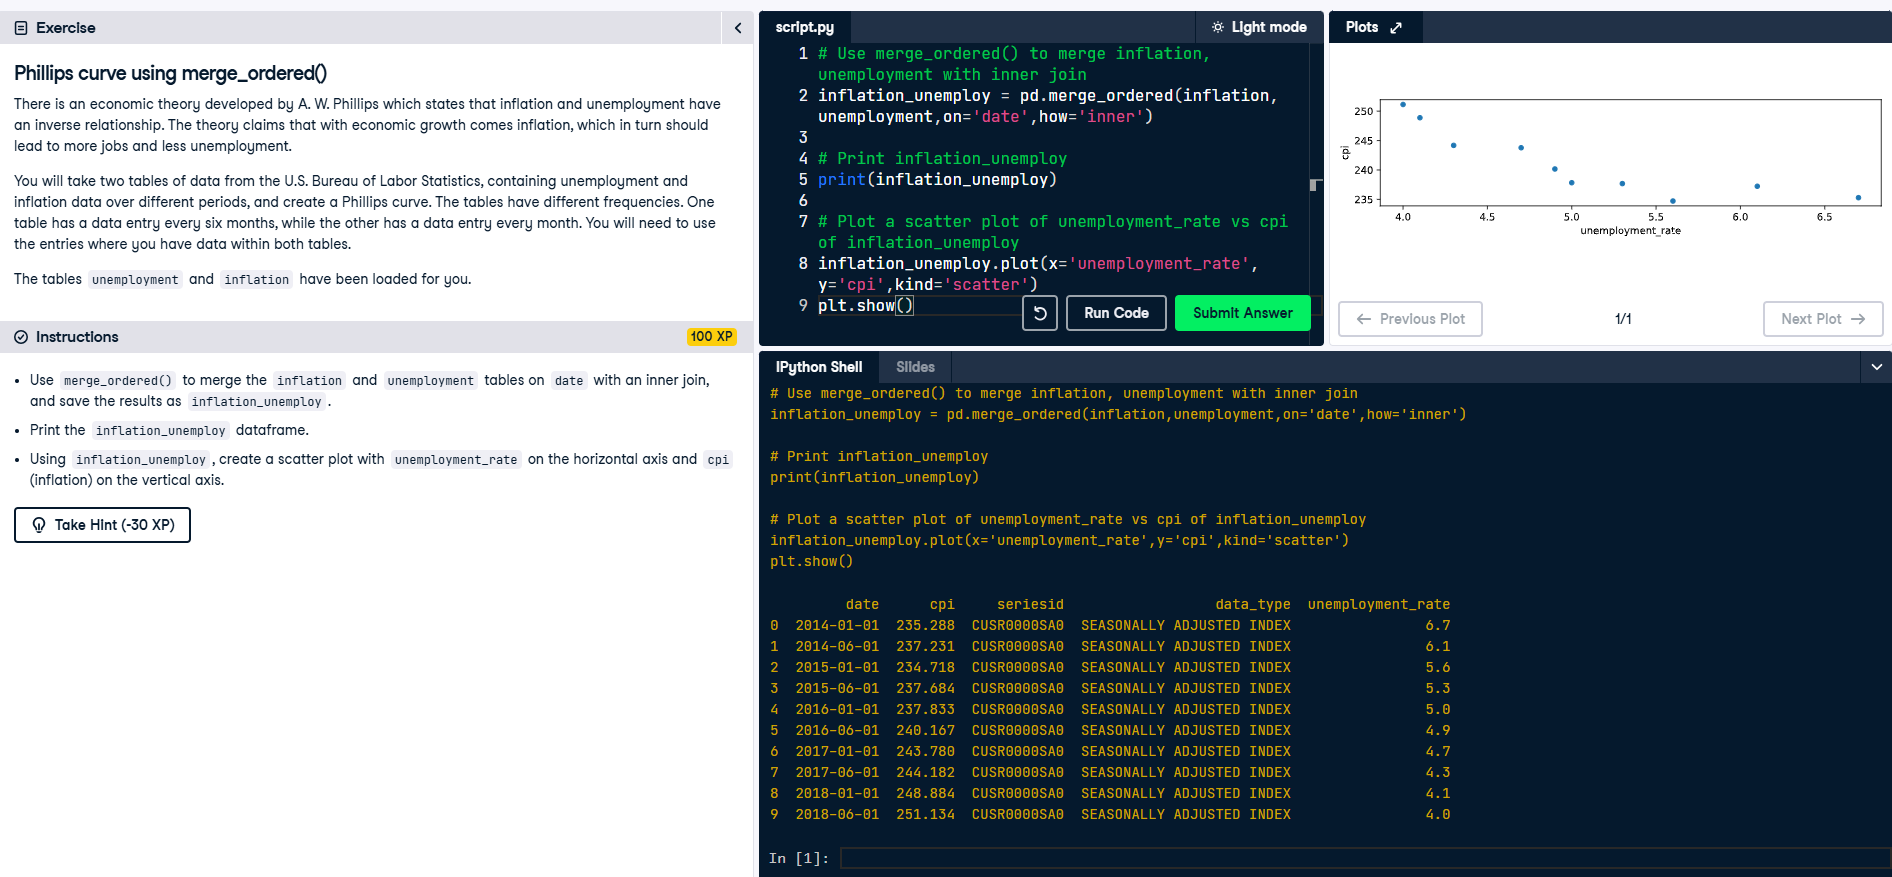 Exercise
Phillips curve using merge_ordered()
There is an economic theory developed by A. W. Phillips which states that inflation and unemployment have
an inverse relationship. The theory claims that with economic growth comes inflation, which in turn should
lead to more jobs and less unemployment.
You will take two tables of data from the U.S. Bureau of Labor Statistics, containing unemployment and
inflation data over different periods, and create a Phillips curve. The tables have different frequencies. One
table has a data entry every six months, while the other has a data entry every month. You will need to use
the entries where you have data within both tables.
The tables unemployment and inflation have been loaded for you.
Instructions
100 XP
• Use merge_ordered() to merge the inflation and unemployment tables on date with an inner join,
and save the results as inflation_unemploy.
• Print the inflation_unemploy dataframe.
• Using inflation_unemploy, create a scatter plot with unemployment_rate on the horizontal axis and cpi
(inflation) on the vertical axis.
Take Hint (-30 XP)
script.py
Light mode
1 # Use merge_ordered() to merge inflation,
unemployment with inner join
2 inflation_unemploy = pd.merge_ordered(inflation,
unemployment,on='date',how='inner')
3
4 # Print inflation_unemploy
5 print(inflation_unemploy)
6
7 # Plot a scatter plot of unemployment_rate vs cpi
of inflation_unemploy
8 inflation_unemploy.plot(x='unemployment_rate',
y='cpi',kind='scatter')
9 plt.show()
Run Code
Submit Answer
Plots
250
245
240
235
cpi
4.0 4.5 5.0 5.5 6.0 6.5
unemployment_rate
Previous Plot
1/1
Next Plot
IPython Shell
Slides
# Use merge_ordered() to merge inflation, unemployment with inner join
inflation_unemploy = pd.merge_ordered(inflation,unemployment,on='date',how='inner')
# Print inflation_unemploy
print(inflation_unemploy)
# Plot a scatter plot of unemployment_rate vs cpi of inflation_unemploy
inflation_unemploy.plot(x='unemployment_rate',y='cpi',kind='scatter')
plt.show()
date cpi seriesid data_type unemployment_rate
0 2014-01-01 235.288 CUSR0000SA0 SEASONALLY ADJUSTED INDEX 6.7
1 2014-06-01 237.231 CUSR0000SA0 SEASONALLY ADJUSTED INDEX 6.1
2 2015-01-01 234.718 CUSR0000SA0 SEASONALLY ADJUSTED INDEX 5.6
3 2015-06-01 237.684 CUSR0000SA0 SEASONALLY ADJUSTED INDEX 5.3
4 2016-01-01 237.833 CUSR0000SA0 SEASONALLY ADJUSTED INDEX 5.0
5 2016-06-01 240.167 CUSR0000SA0 SEASONALLY ADJUSTED INDEX 4.9
6 2017-01-01 243.780 CUSR0000SA0 SEASONALLY ADJUSTED INDEX 4.7
7 2017-06-01 244.182 CUSR0000SA0 SEASONALLY ADJUSTED INDEX 4.3
8 2018-01-01 248.884 CUSR0000SA0 SEASONALLY ADJUSTED INDEX 4.1
9 2018-06-01 251.134 CUSR0000SA0 SEASONALLY ADJUSTED INDEX 4.0
In [1]: